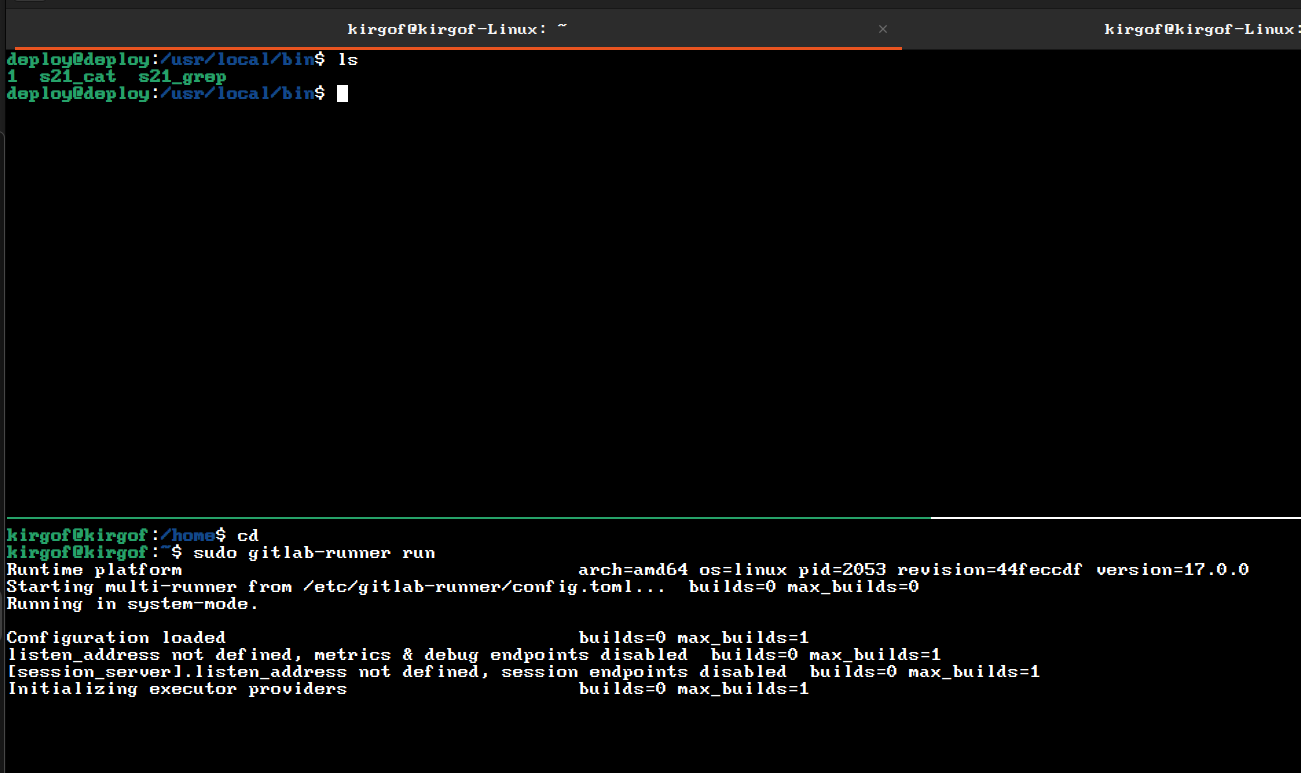 kirgof@kirgof-Linux: ~ × kirgof@kirgof-Linux:
deploy@deploy:/usr/local/bin$ ls
1 s21_cat s21_grep
deploy@deploy:/usr/local/bin$
kirgof@kirgof:/home$ cd
kirgof@kirgof:~$ sudo gitlab-runner run
Runtime platform arch=amd64 os=linux pid=2053 revision=44feccdf version=17.0.0
Starting multi-runner from /etc/gitlab-runner/config.toml... builds=0 max_builds=0
Running in system-mode.
Configuration loaded builds=0 max_builds=1
listen_address not defined, metrics & debug endpoints disabled builds=0 max_builds=1
[session_server].listen_address not defined, session endpoints disabled builds=0 max_builds=1
Initializing executor providers builds=0 max_builds=1